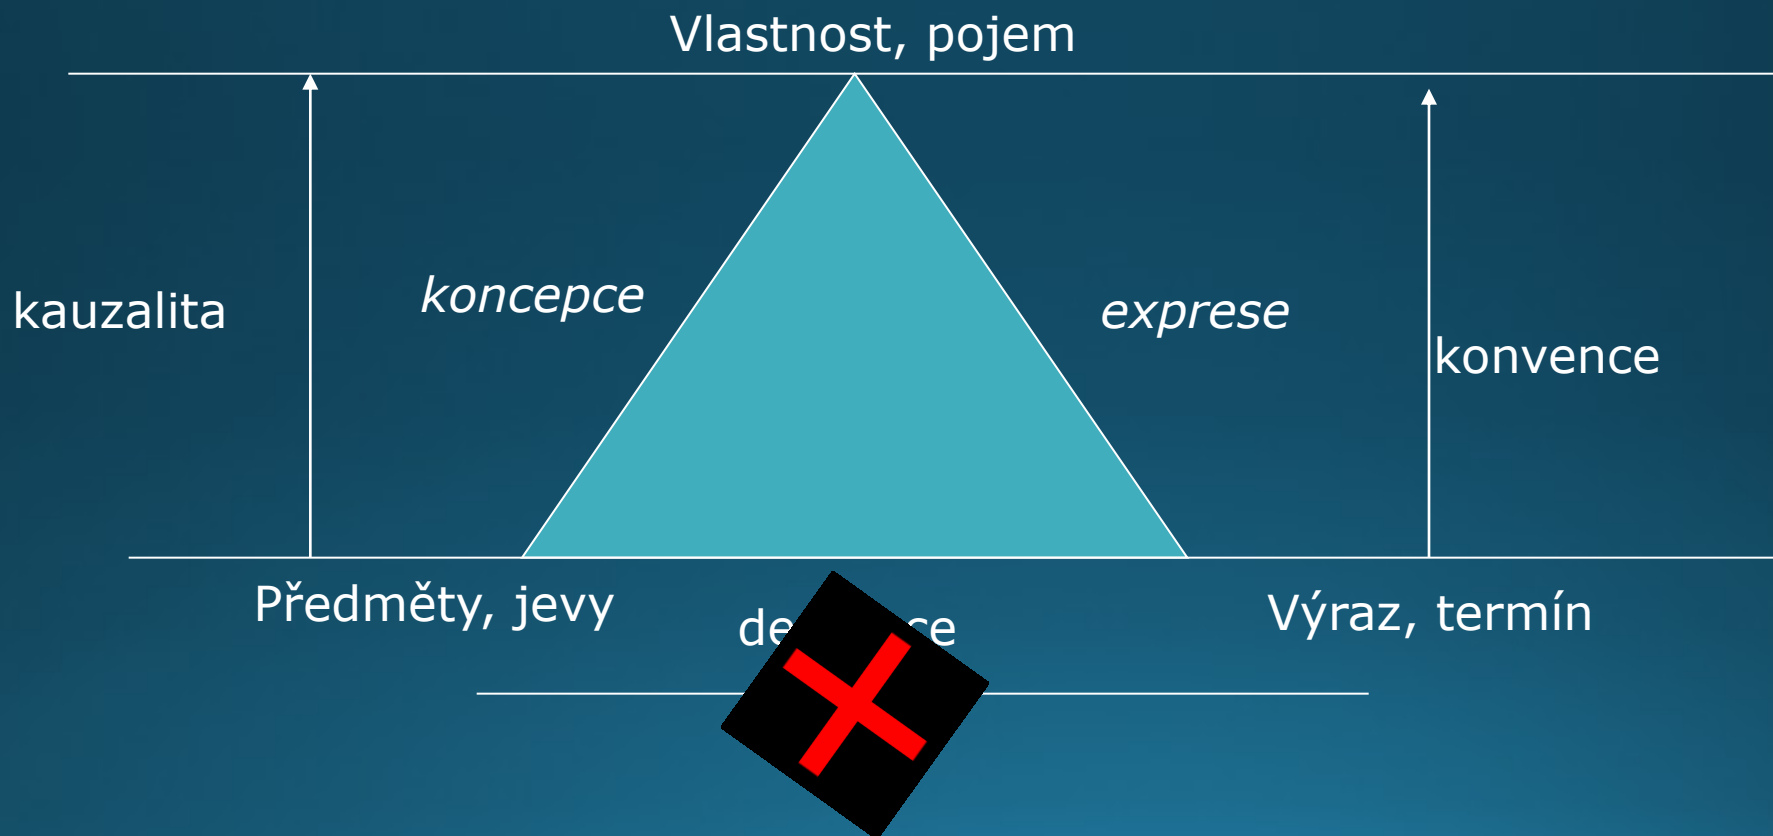 Vlastnost, pojem
koncepce
kauzalita
exprese
konvence
Předměty, jevy
Výraz, termín